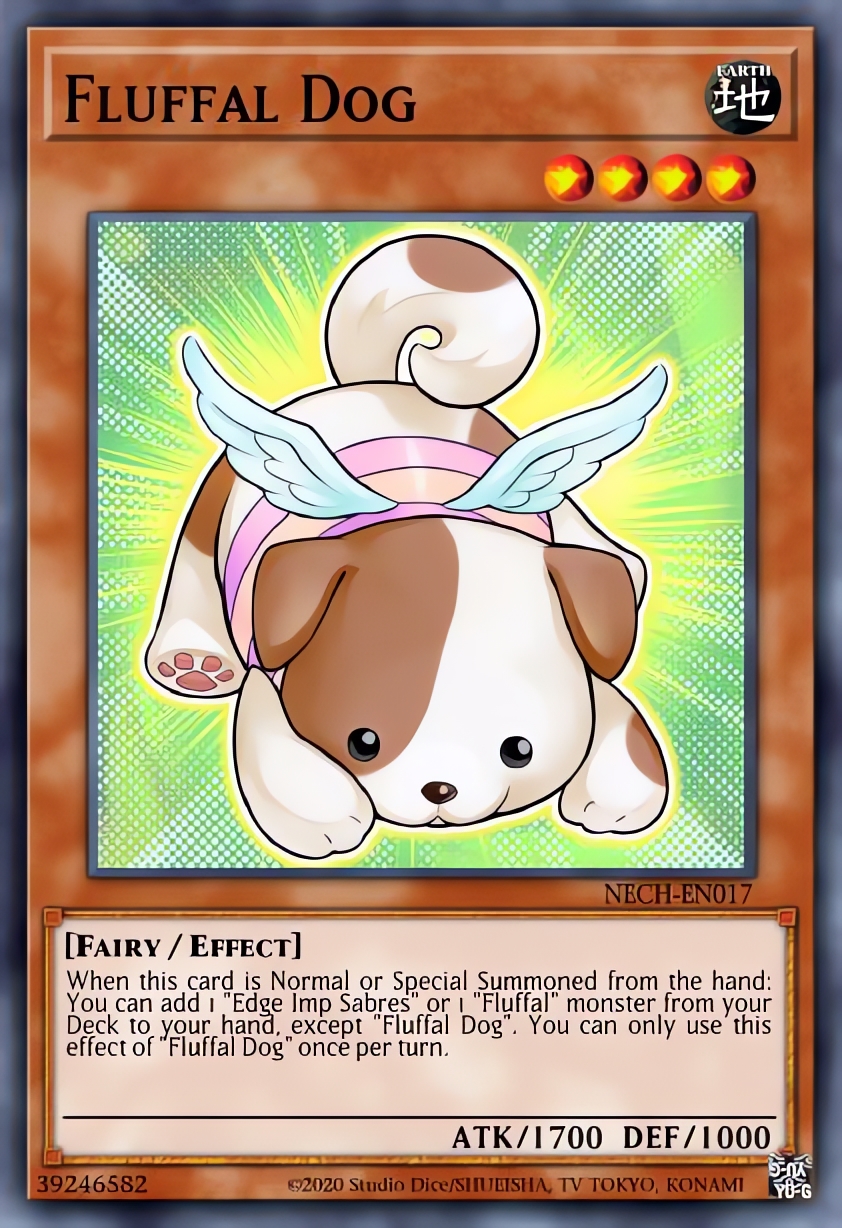 Fluffal Dog
EARTH
地
NECH-EN017
[Fairy / Effect]
When this card is Normal or Special Summoned from the hand:
You can add 1 "Edge Imp Sabres" or 1 "Fluffal" monster from your
Deck to your hand, except "Fluffal Dog". You can only use this
effect of "Fluffal Dog" once per turn.
ATK/1700 DEF/1000
39246582
©2020 Studio Dice/SHUEISHA, TV TOKYO, KONAMI